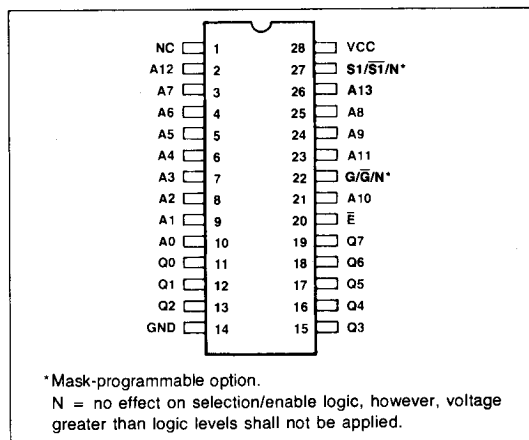 NC 1 28 VCC
A12 2 27 S1/S̅1̅/N*
A7 3 26 A13
A6 4 25 A8
A5 5 24 A9
A4 6 23 A11
A3 7 22 G/G̅/N*
A2 8 21 A10
A1 9 20 E̅
A0 10 19 Q7
Q0 11 18 Q6
Q1 12 17 Q5
Q2 13 16 Q4
GND 14 15 Q3
*Mask-programmable option.
N = no effect on selection/enable logic, however, voltage
greater than logic levels shall not be applied.